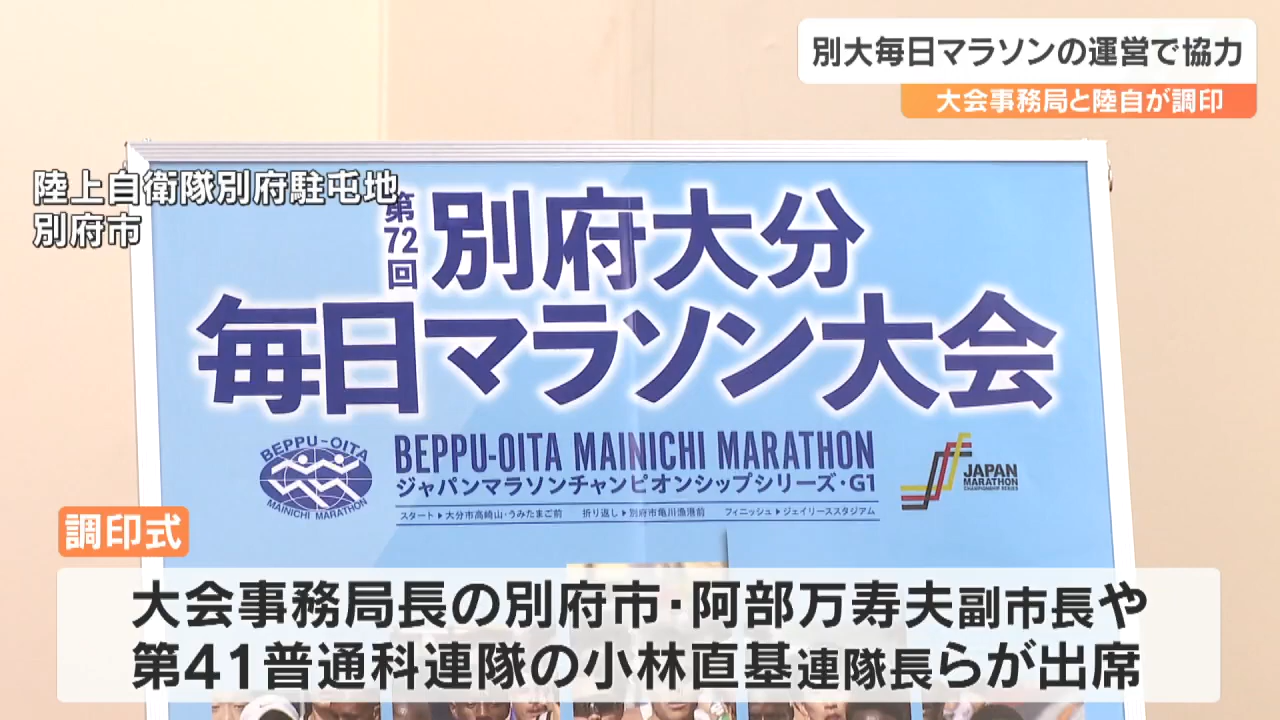 別大毎日マラソンの運営で協力
大会事務局と陸自が調印
陸上自衛隊別府駐屯地
別府市
第72回
別府大分
毎日マラソン大会
BEPPU-OITA
MAINICHI MARATHON
BEPPU-OITA MAINICHI MARATHON
ジャパンマラソンチャンピオンシップシリーズ・G1
スタート▶大分市高崎山・うみたまご前 折り返し▶別府市亀川漁港前 フィニッシュ▶ジェイリーススタジアム
JAPAN
MARATHON
CHAMPIONSHIP SERIES
調印式
大会事務局長の別府市・阿部万寿夫副市長や
第41普通科連隊の小林直基連隊長らが出席